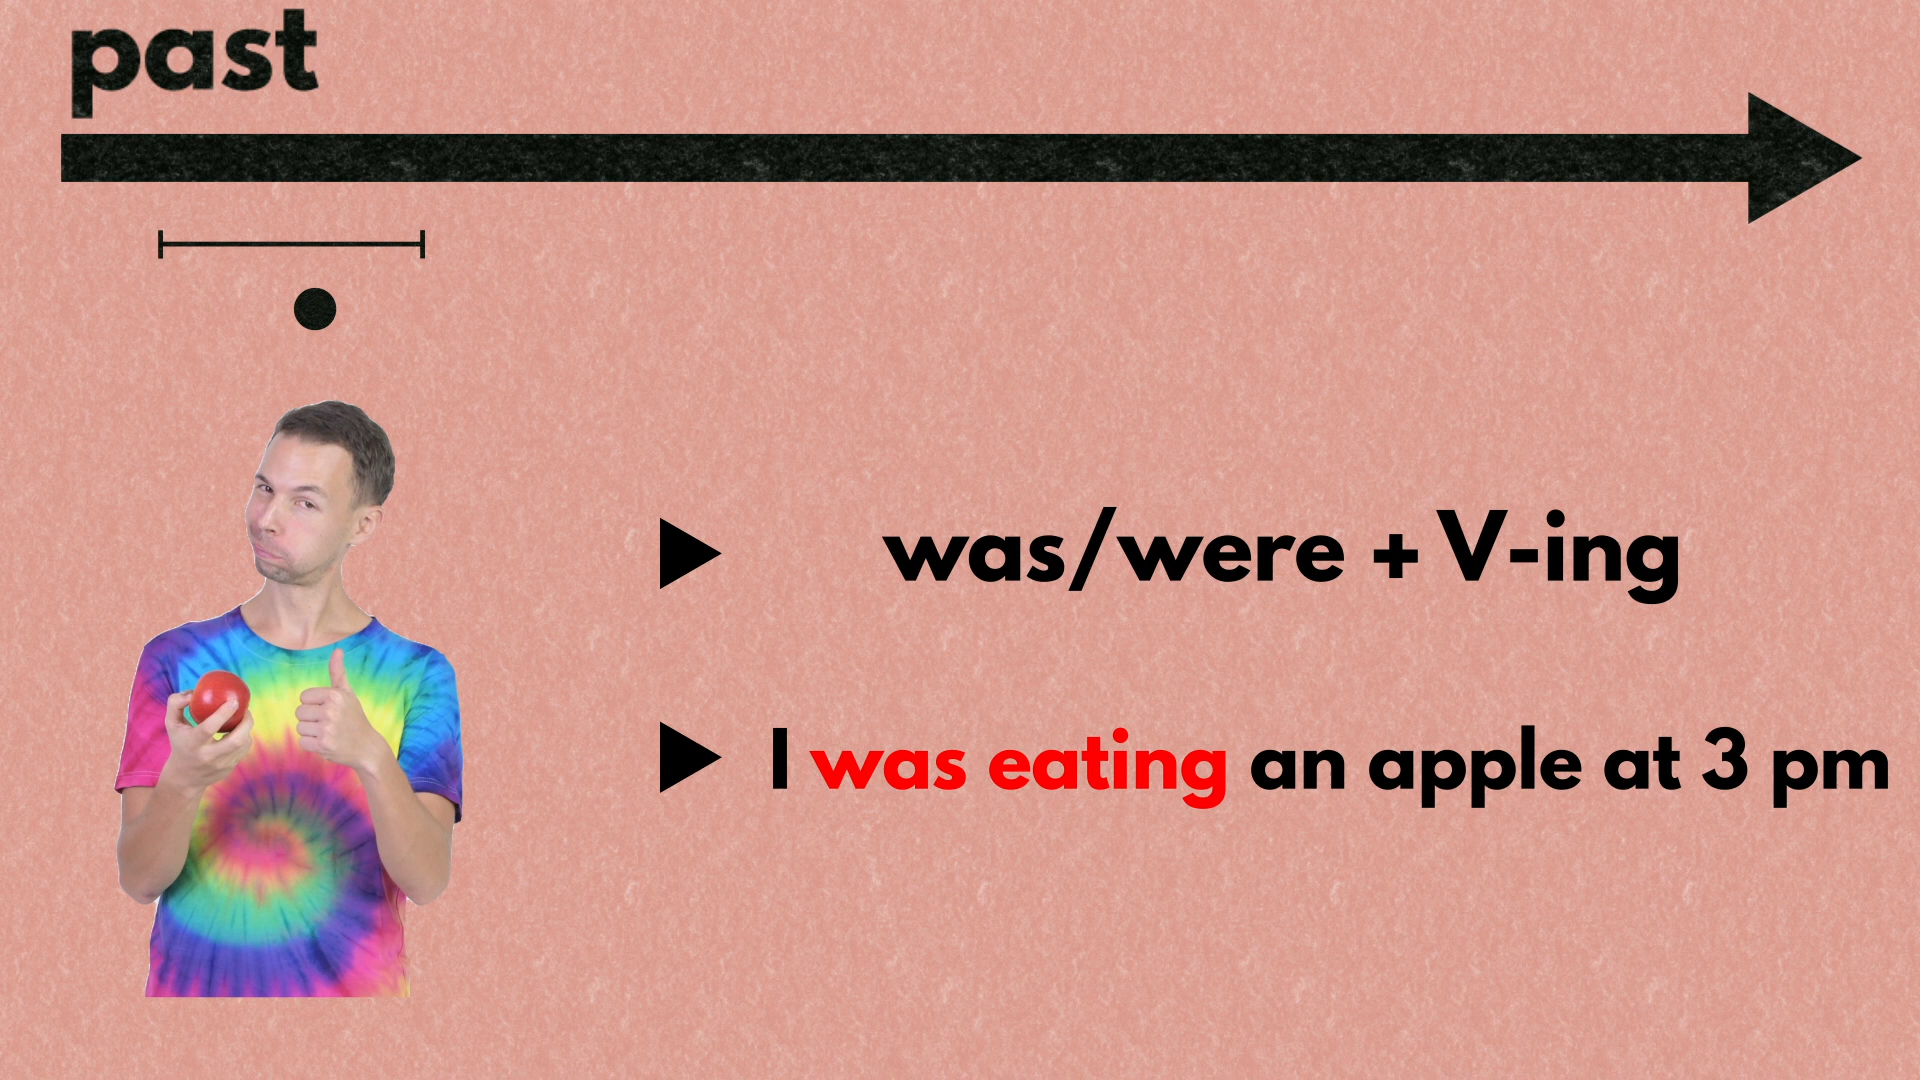 past
was/were + V-ing
I was eating an apple at 3 pm